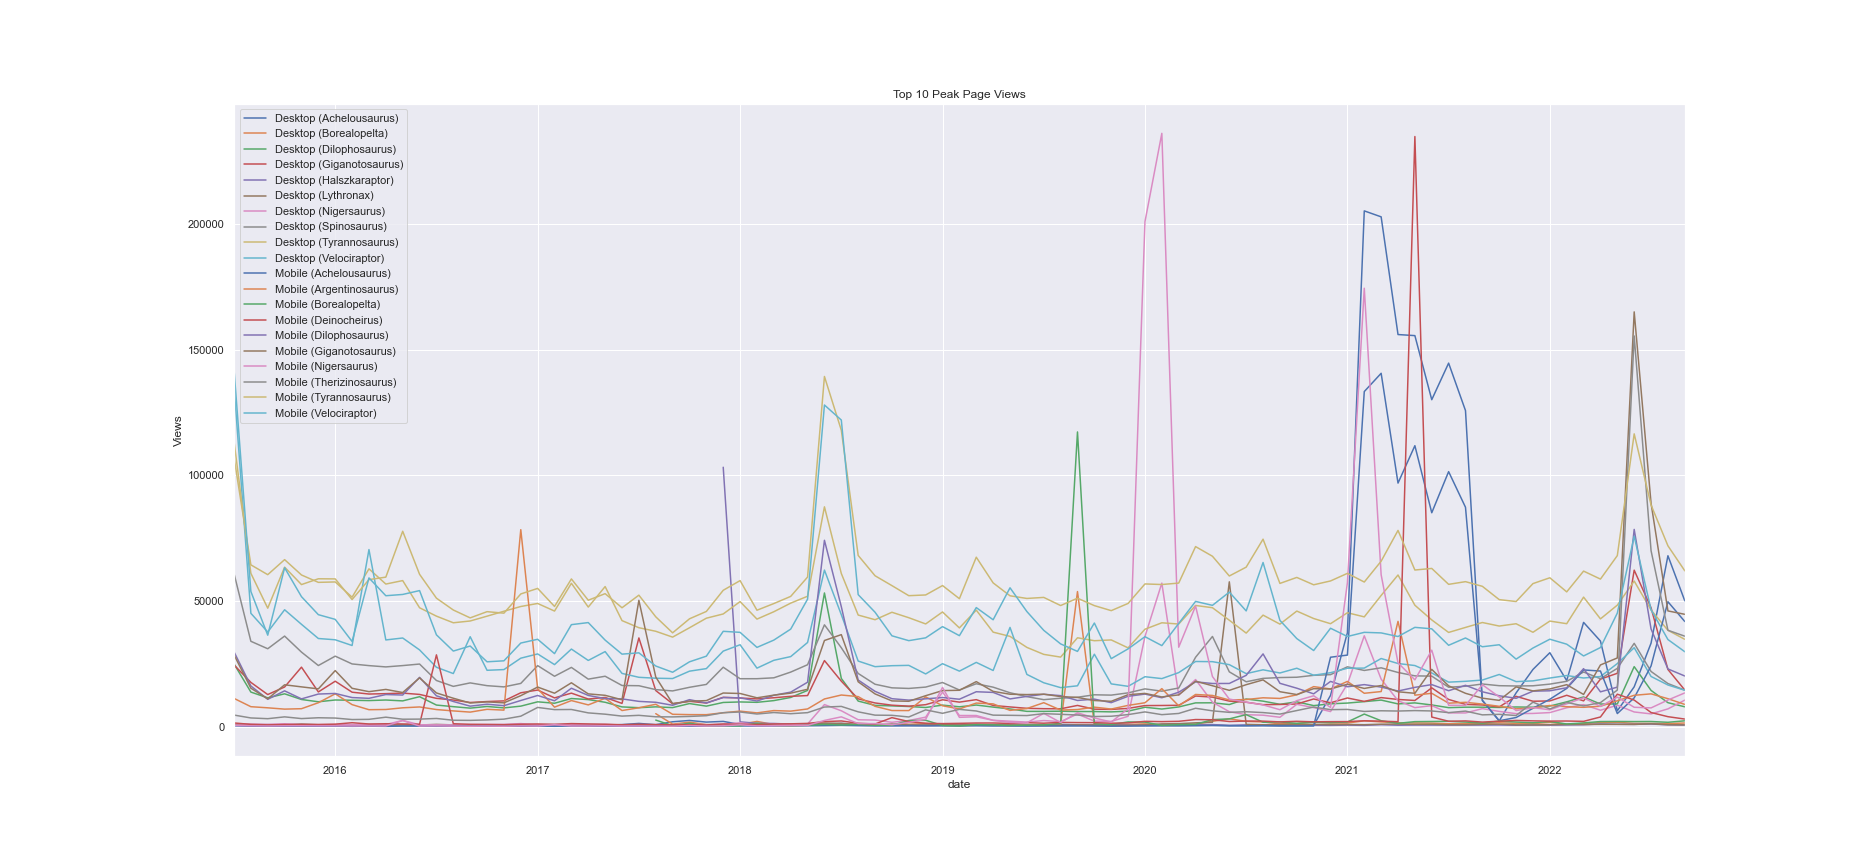 Top 10 Peak Page Views
Desktop (Achelousaurus)
Desktop (Borealopelta)
Desktop (Dilophosaurus)
Desktop (Giganotosaurus)
Desktop (Halszkaraptor)
Desktop (Lythronax)
Desktop (Nigersaurus)
Desktop (Spinosaurus)
Desktop (Tyrannosaurus)
Desktop (Velociraptor)
Mobile (Achelousaurus)
Mobile (Argentinosaurus)
Mobile (Borealopelta)
Mobile (Deinocheirus)
Mobile (Dilophosaurus)
Mobile (Giganotosaurus)
Mobile (Nigersaurus)
Mobile (Therizinosaurus)
Mobile (Tyrannosaurus)
Mobile (Velociraptor)
200000
150000
100000
50000
0
Views
2016 2017 2018 2019 2020 2021 2022
date